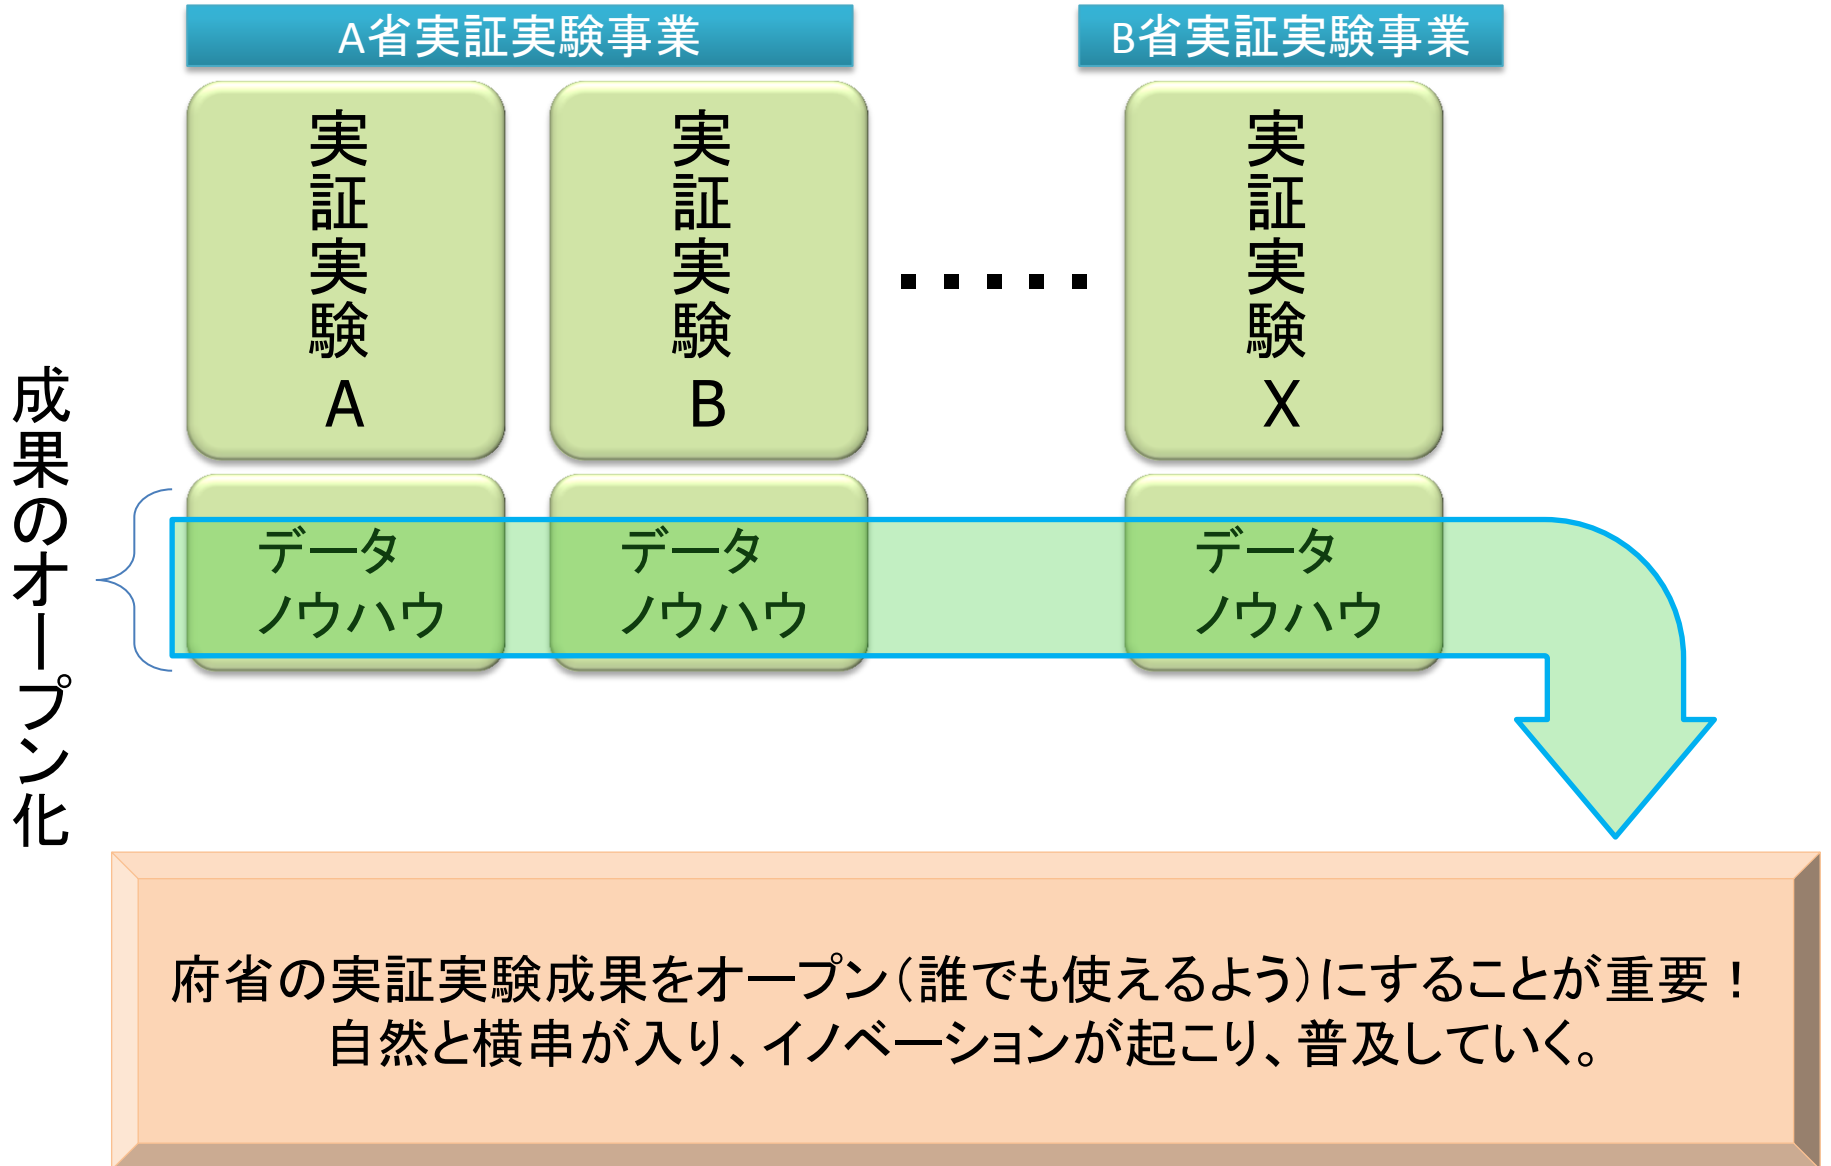 A省実証実験事業
B省実証実験事業
実証実験A
実証実験B
・・・・・
実証実験X
成果のオープン化
データ
ノウハウ
データ
ノウハウ
データ
ノウハウ
府省の実証実験成果をオープン（誰でも使えるよう）にすることが重要！
自然と横串が入り、イノベーションが起こり、普及していく。